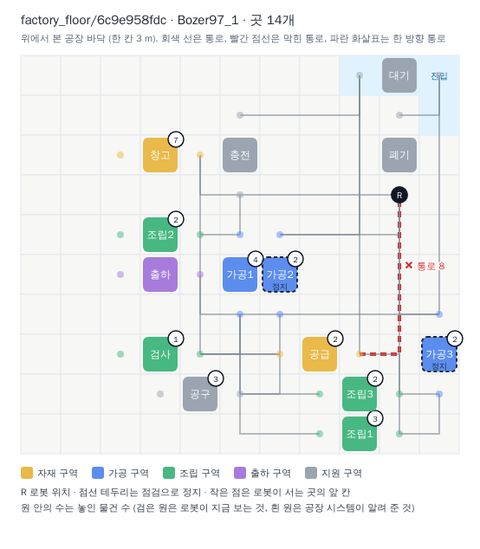 factory_floor/6c9e958fdc · Bozer97_1 · 곳 14개
위에서 본 공장 바닥 (한 칸 3 m). 회색 선은 통로, 빨간 점선은 막힌 통로, 파란 화살표는 한 방향 통로
대기 전립
7
창고 충전 폐기
R
2
조립2
4 2
출하 가공1 가공2
정지
✕ 통로 8
1 2 2
검사 공급 가공3
정지
3 2
공구 조립3
3
조립1
자재 구역 가공 구역 조립 구역 출하 구역 지원 구역
R 로봇 위치 · 점선 테두리는 점검으로 정지 · 작은 점은 로봇이 서는 곳의 앞 칸
원 안의 수는 놓인 물건 수 (검은 원은 로봇이 지금 보는 것, 흰 원은 공장 시스템이 알려 준 것)